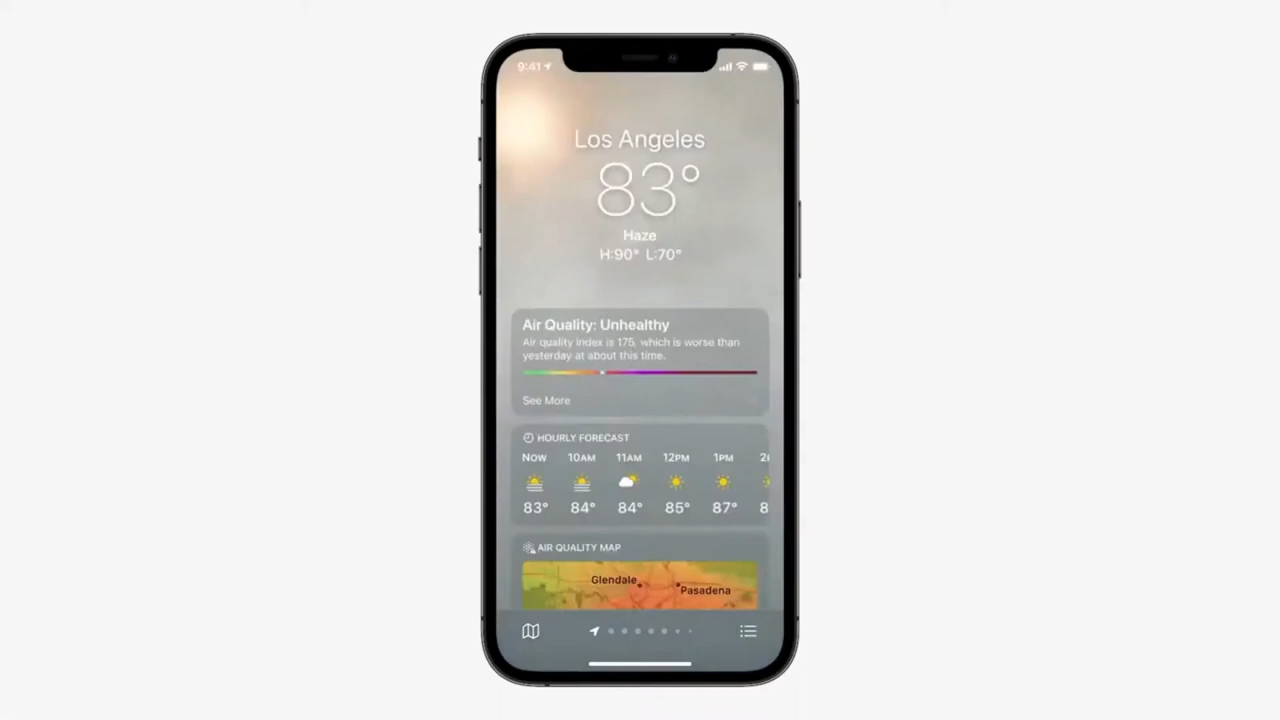 9:41
Los Angeles
83°
Haze
H:90° L:70°
Air Quality: Unhealthy
Air quality index is 175, which is worse than
yesterday at about this time.
See More
HOURLY FORECAST
NOW 10AM 11AM 12PM 1PM
83° 84° 84° 85° 87°
AIR QUALITY MAP
Glendale
Pasadena